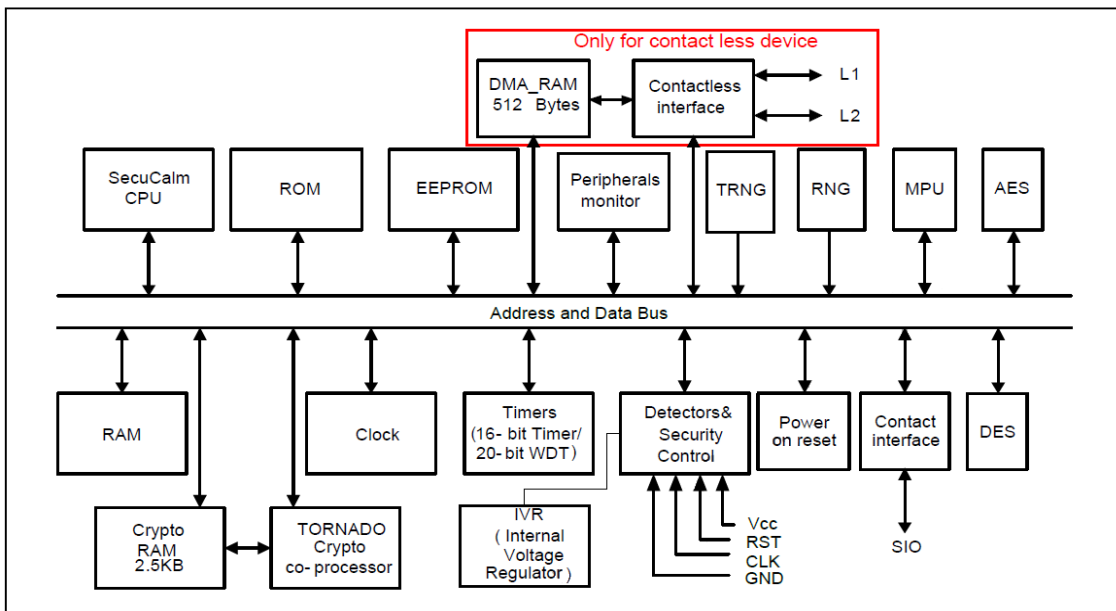 Only for contact less device
DMA_RAM
512 Bytes
Contactless
interface
L1
L2
SecuCalm
CPU
ROM
EEPROM
Peripherals
monitor
TRNG
RNG
MPU
AES
Address and Data Bus
RAM
Clock
Timers
(16- bit Timer/
20- bit WDT)
Detectors&
Security
Control
Power
on reset
Contact
interface
DES
Crypto
RAM
2.5KB
TORNADO
Crypto
co- processor
IVR
( Internal
Voltage
Regulator )
Vcc
RST
CLK
GND
SIO